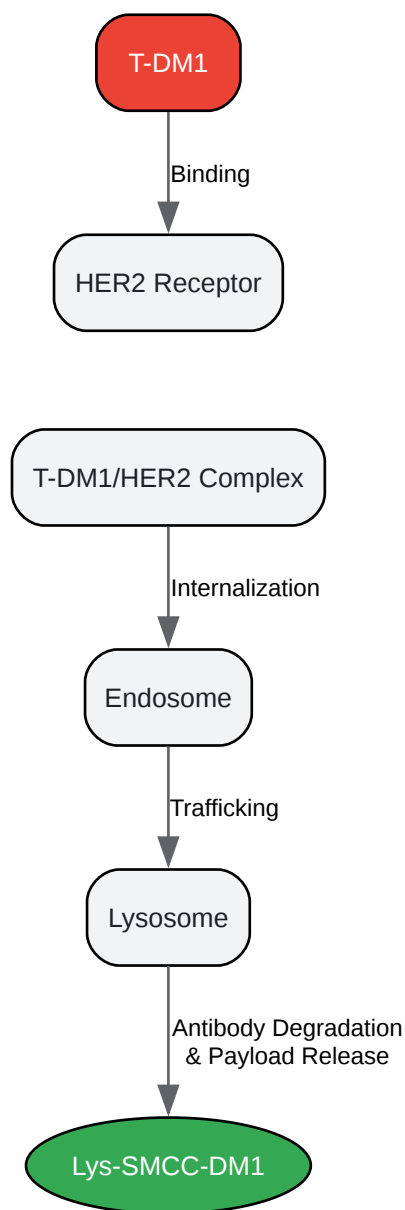 T-DM1
Binding
HER2 Receptor
T-DM1/HER2 Complex
Internalization
Endosome
Trafficking
Lysosome
Antibody Degradation
& Payload Release
Lys-SMCC-DM1